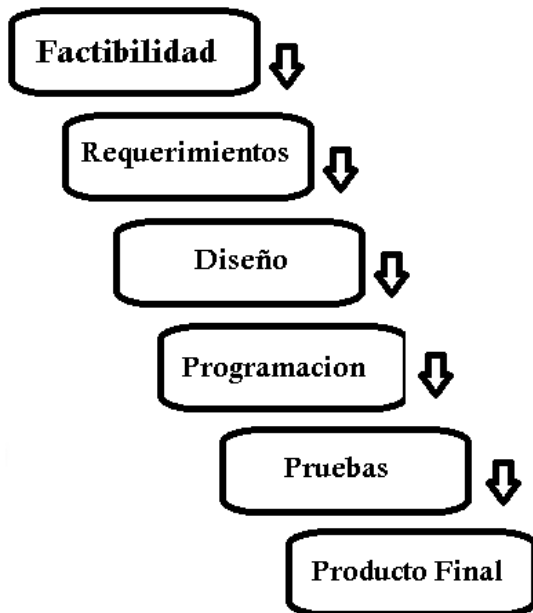 Factibilidad
Requerimientos
Diseño
Programacion
Pruebas
Producto Final